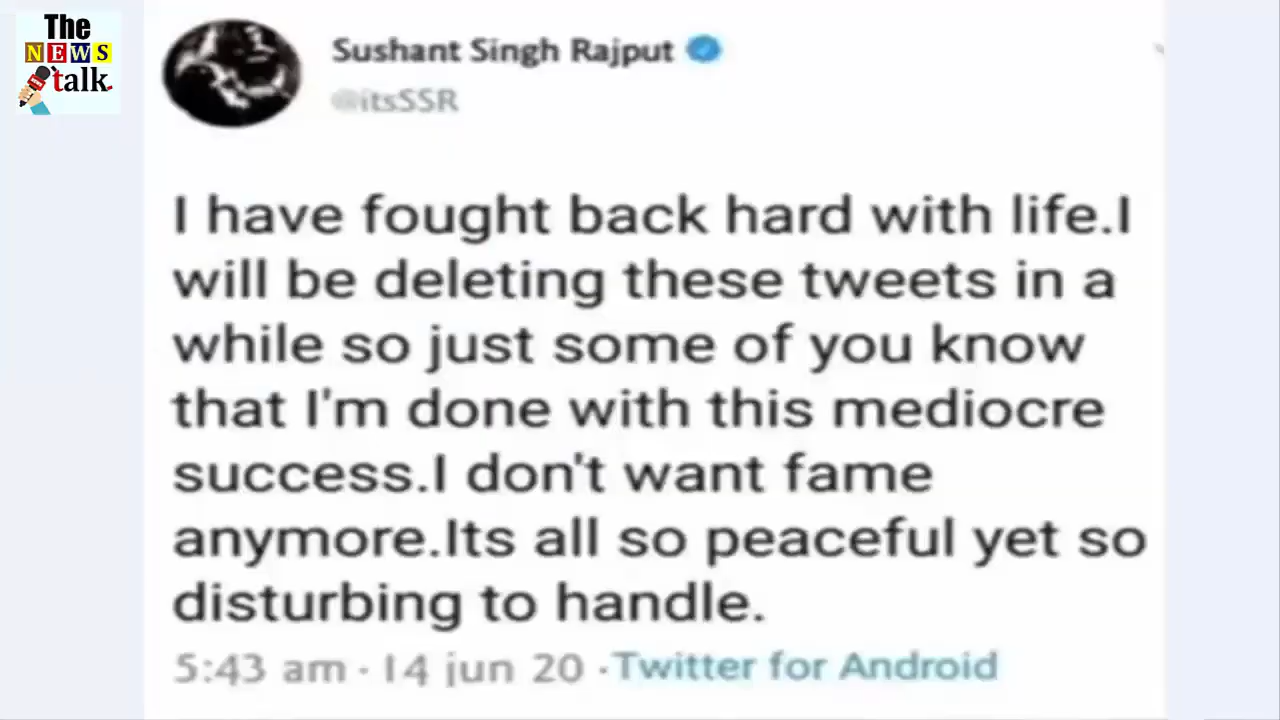 The
NEWS
talk.
Sushant Singh Rajput
@itsSSR
I have fought back hard with life.I
will be deleting these tweets in a
while so just some of you know
that I'm done with this mediocre
success.I don't want fame
anymore.Its all so peaceful yet so
disturbing to handle.
5:43 am · 14 jun 20 · Twitter for Android